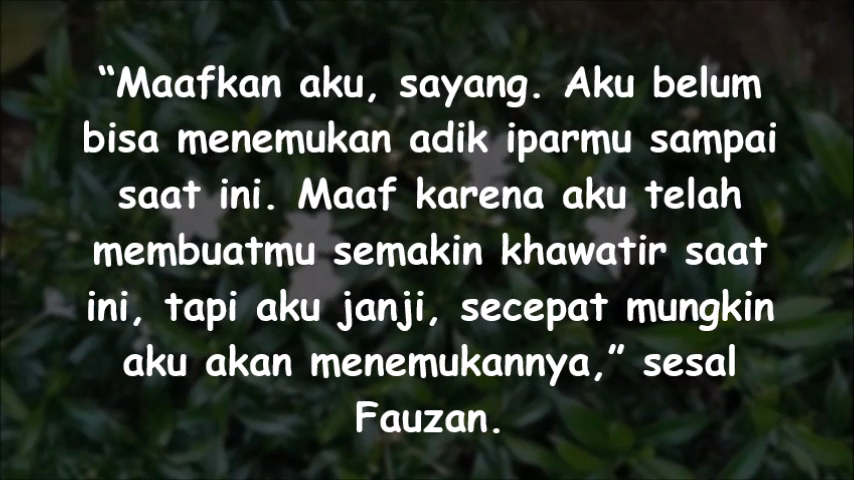 “Maafkan aku, sayang. Aku belum
bisa menemukan adik iparmu sampai
saat ini. Maaf karena aku telah
membuatmu semakin khawatir saat
ini, tapi aku janji, secepat mungkin
aku akan menemukannya,” sesal
Fauzan.